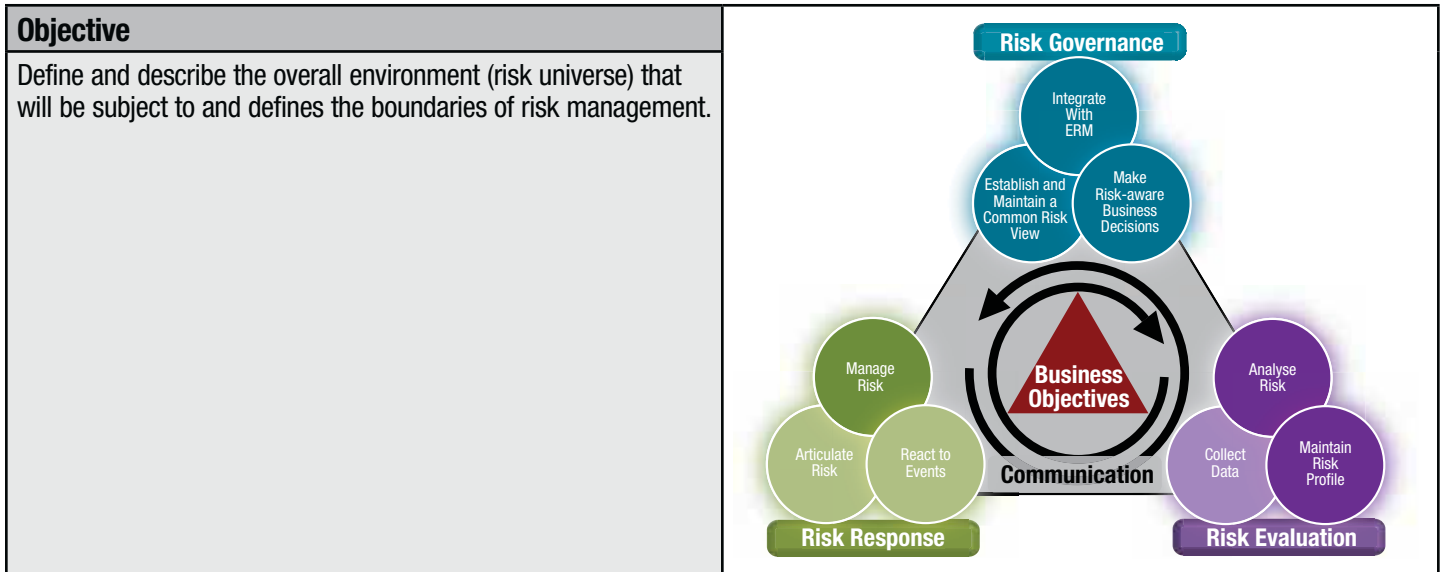 Objective
Define and describe the overall environment (risk universe) that
will be subject to and defines the boundaries of risk management.
Risk Governance
Integrate
With
ERM
Establish and
Maintain a
Common Risk
View
Make
Risk-aware
Business
Decisions
Manage
Risk
Articulate
Risk
React to
Events
Risk Response
Business
Objectives
Communication
Analyse
Risk
Collect
Data
Maintain
Risk
Profile
Risk Evaluation